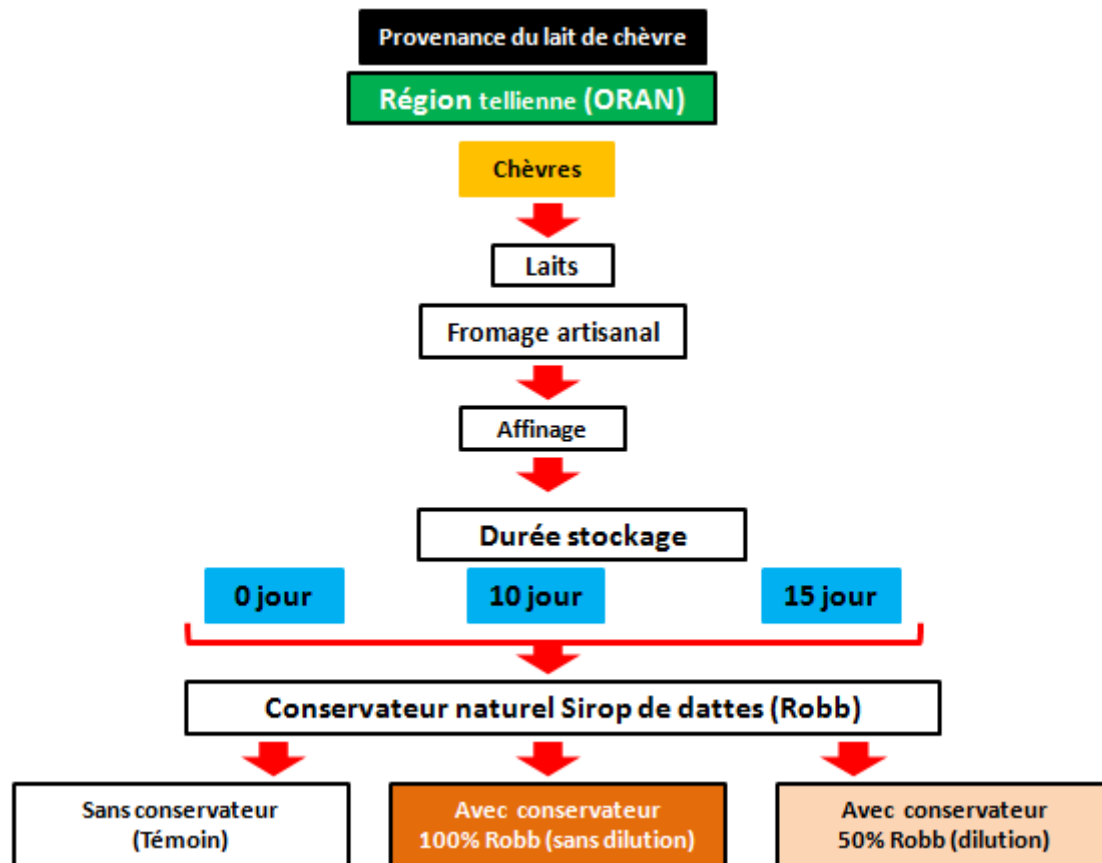 Provenance du lait de chèvre
Région tellienne (ORAN)
Chèvres
Laits
Fromage artisanal
Affinage
Durée stockage
0 jour
10 jour
15 jour
Conservateur naturel Sirop de dattes (Robb)
Sans conservateur
(Témoin)
Avec conservateur
100% Robb (sans dilution)
Avec conservateur
50% Robb (dilution)